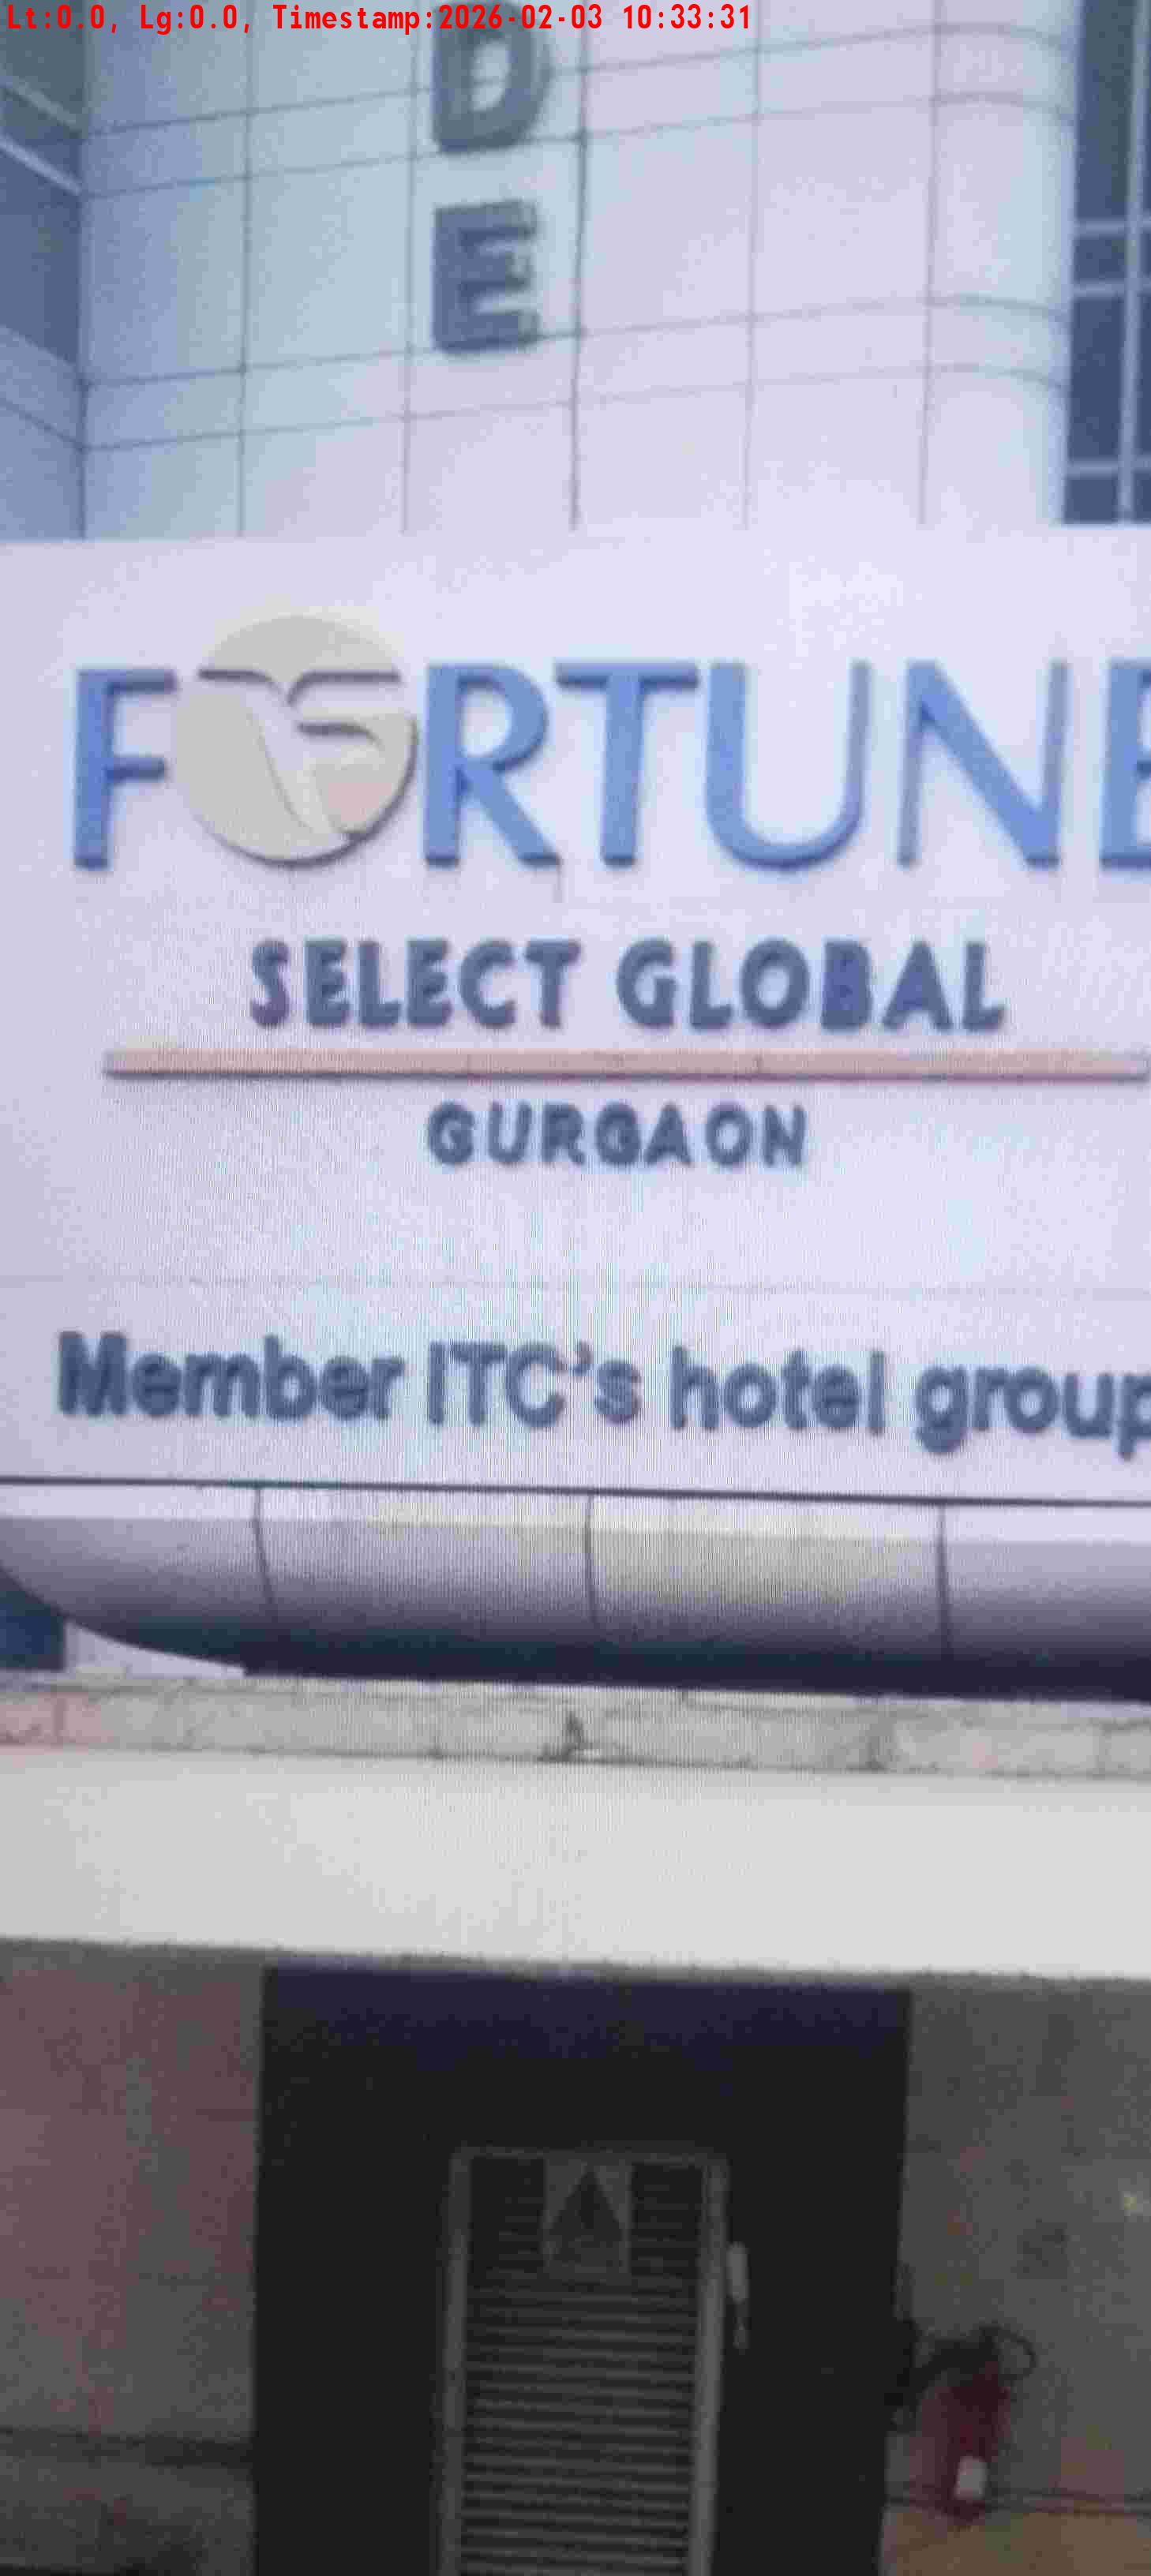 Lt:0.0, Lg:0.0, Timestamp:2026-02-03 10:33:31
D
E
FORTUNE
SELECT GLOBAL
GURGAON
Member ITC's hotel group